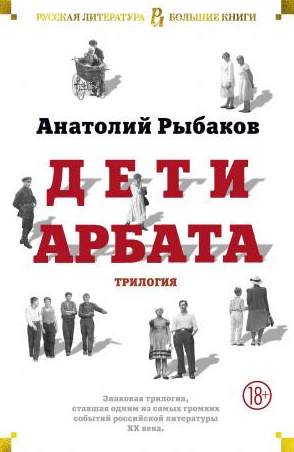 РУССКАЯ ЛИТЕРАТУРА РЛ БОЛЬШИЕ КНИГИ
Анатолий Рыбаков
ДЕТИ
АРБАТА
ТРИЛОГИЯ
18+
Знаковая трилогия,
ставшая одним из самых громких
событий российской литературы
XX века.